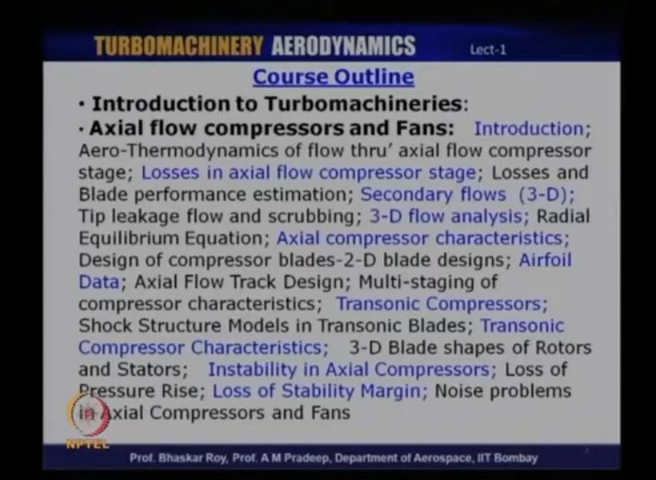 TURBOMACHINERY AERODYNAMICS Lect-1
Course Outline
• Introduction to Turbomachineries:
• Axial flow compressors and Fans: Introduction;
Aero-Thermodynamics of flow thru' axial flow compressor
stage; Losses in axial flow compressor stage; Losses and
Blade performance estimation; Secondary flows (3-D);
Tip leakage flow and scrubbing; 3-D flow analysis; Radial
Equilibrium Equation; Axial compressor characteristics;
Design of compressor blades-2-D blade designs; Airfoil
Data; Axial Flow Track Design; Multi-staging of
compressor characteristics; Transonic Compressors;
Shock Structure Models in Transonic Blades; Transonic
Compressor Characteristics; 3-D Blade shapes of Rotors
and Stators; Instability in Axial Compressors; Loss of
Pressure Rise; Loss of Stability Margin; Noise problems
in Axial Compressors and Fans
NPTEL
Prof. Bhaskar Roy, Prof. A M Pradeep, Department of Aerospace, IIT Bombay